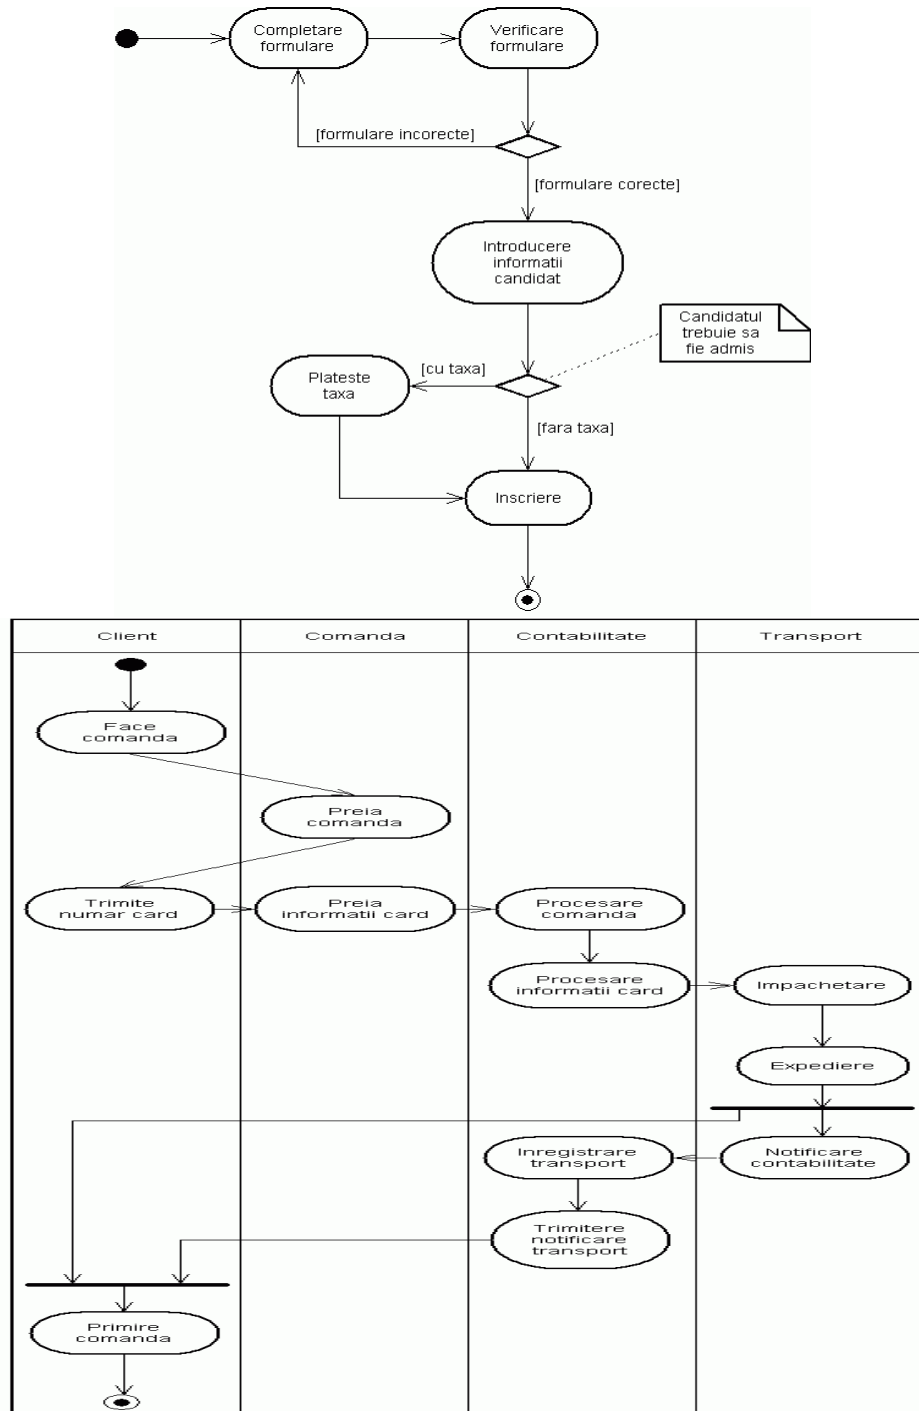 Completare
formulare
Verificare
formulare
[formulare incorecte]
[formulare corecte]
Introducere
informatii
candidat
Candidatul
trebuie sa
fie admis
[cu taxa]
Plateste
taxa
[fara taxa]
Inscriere
Client
Comanda
Contabilitate
Transport
Face
comanda
Preia
comanda
Trimite
numar card
Preia
informatii card
Procesare
comanda
Procesare
informatii card
Impachetare
Expediere
Inregistrare
transport
Notificare
contabilitate
Trimitere
notificare
transport
Primire
comanda